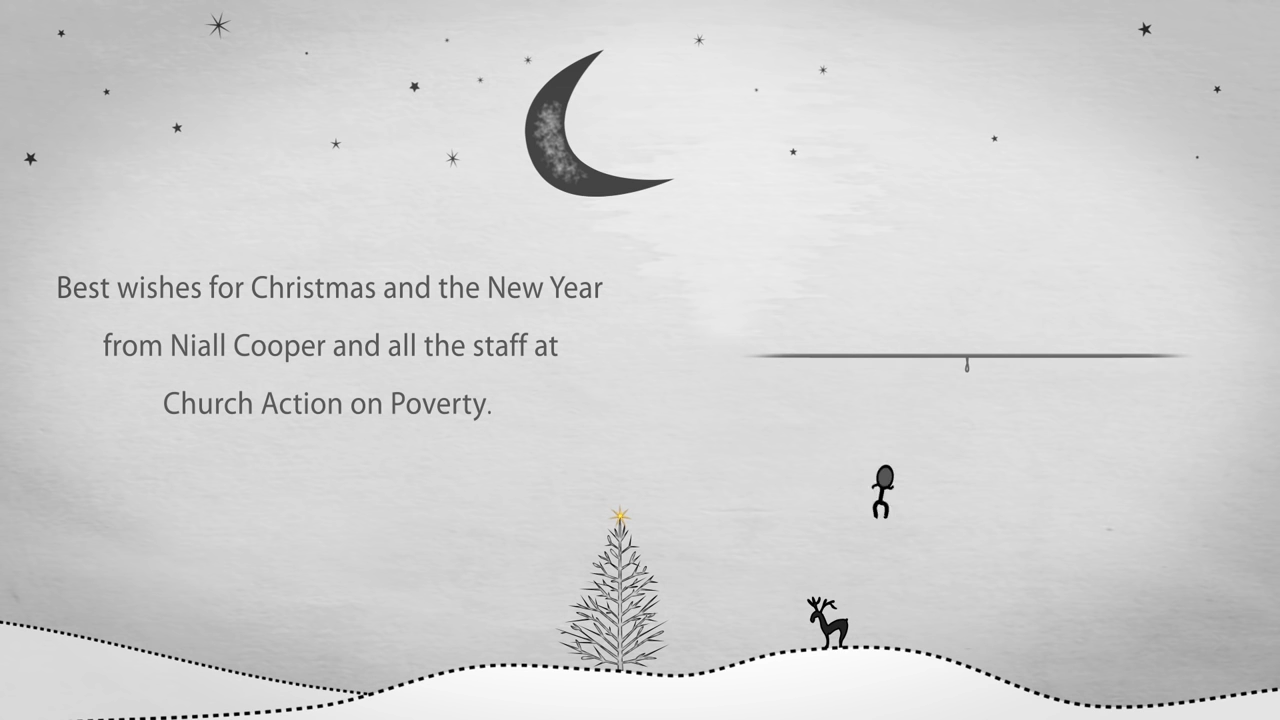 Best wishes for Christmas and the New Year
from Niall Cooper and all the staff at
Church Action on Poverty.